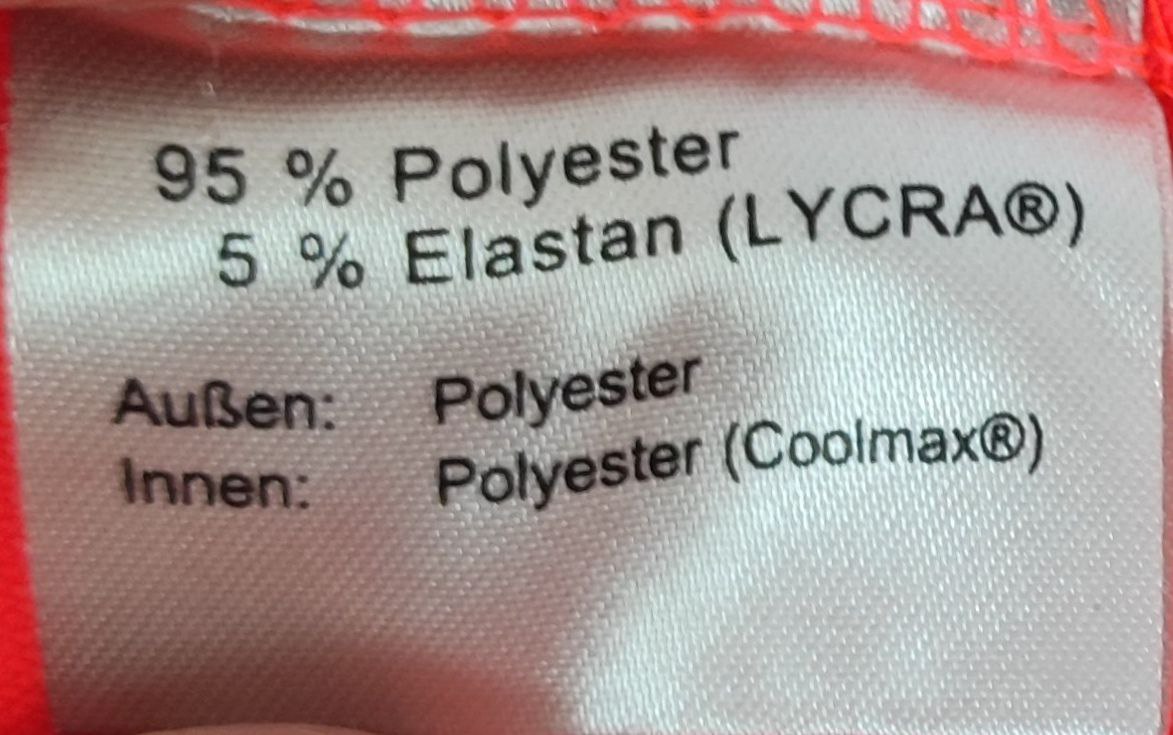 95 % Polyester
5 % Elastan (LYCRA®)
Außen: Polyester
Innen: Polyester (Coolmax®)